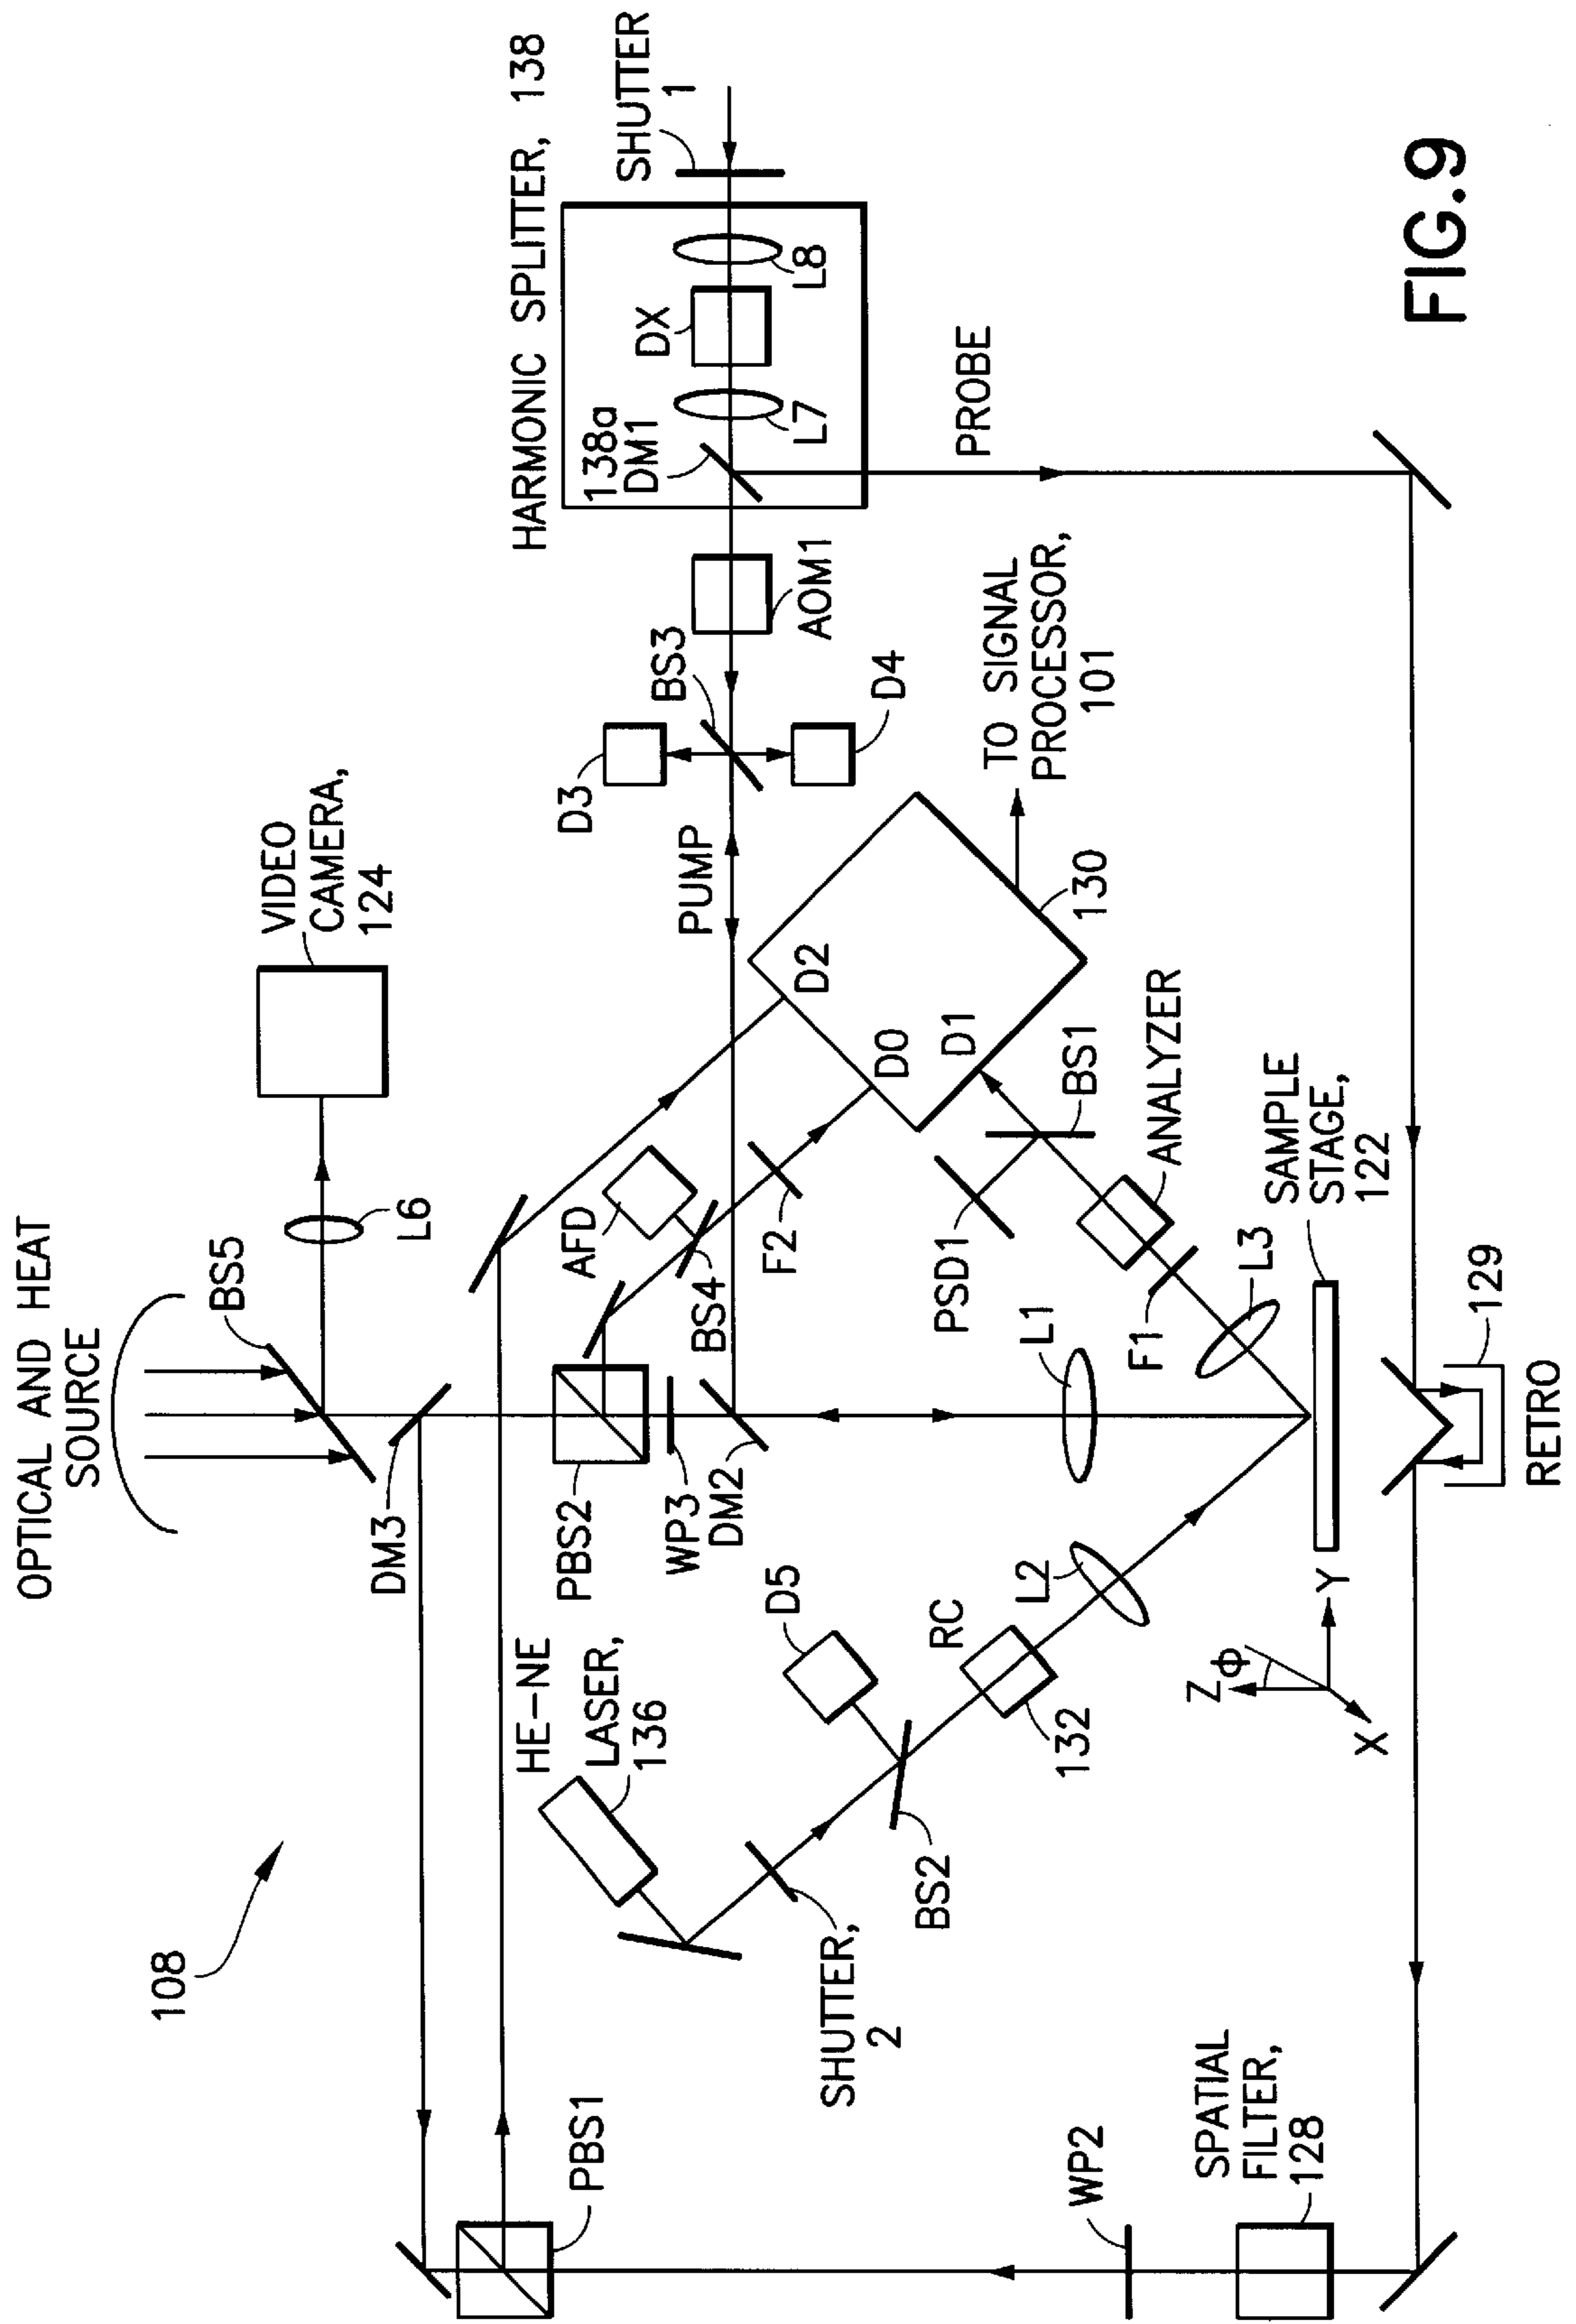 OPTICAL AND HEAT
SOURCE
BS5
VIDEO
CAMERA,
124
L6
DM3
108
HARMONIC SPLITTER, 138
SHUTTER
1
138a
DM1
DX
L7
L8
AOM1
BS3
D3
D4
PUMP
PROBE
PBS1
PBS2
WP3
DM2
AFD
BS4
F2
D2
D0
D1
130
TO SIGNAL
PROCESSOR,
101
HE-NE
LASER,
136
SHUTTER,
2
D5
BS2
RC
132
L2
L1
PSD1
BS1
ANALYZER
F1
L3
SAMPLE
STAGE,
122
Z
Φ
Y
X
129
RETRO
WP2
SPATIAL
FILTER,
128
FIG.9